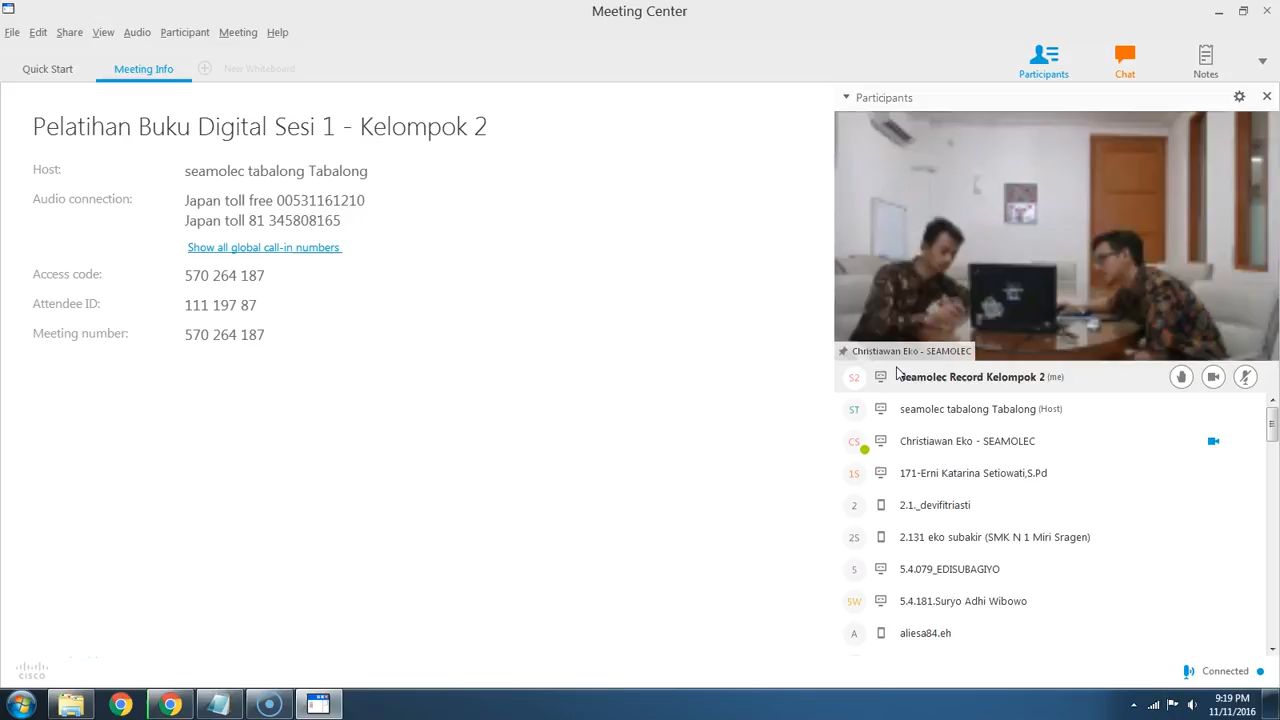 Meeting Center
File Edit Share View Audio Participant Meeting Help
Quick Start Meeting Info New Whiteboard
Participants Chat Notes
Participants
Pelatihan Buku Digital Sesi 1 - Kelompok 2
Host: seamolec tabalong Tabalong
Audio connection: Japan toll free 00531161210
Japan toll 81 345808165
Show all global call-in numbers
Access code: 570 264 187
Attendee ID: 111 197 87
Meeting number: 570 264 187
Christiawan Eko - SEAMOLEC
S2 seamolec Record Kelompok 2 (me)
ST seamolec tabalong Tabalong (Host)
CS Christiawan Eko - SEAMOLEC
1S 171-Erni Katarina Setiowati,S.Pd
2 2.1._devifitriasti
2S 2.131 eko subakir (SMK N 1 Miri Sragen)
5 5.4.079_EDISUBAGIYO
5W 5.4.181.Suryo Adhi Wibowo
A aliesa84.eh
cisco
Connected
9:19 PM
11/11/2016